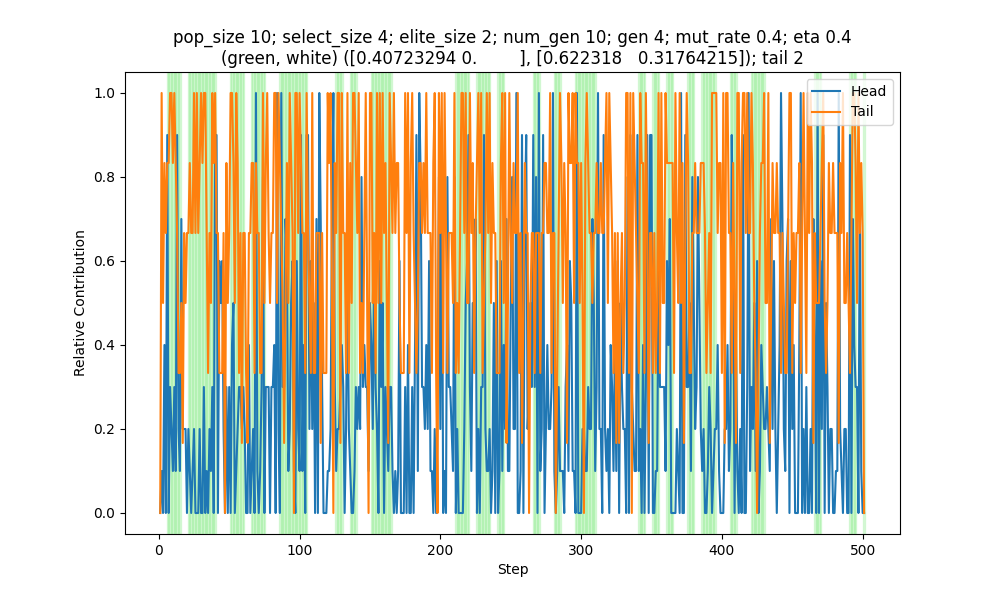 pop_size 10; select_size 4; elite_size 2; num_gen 10; gen 4; mut_rate 0.4; eta 0.4
(green, white) ([0.40723294 0.         ], [0.622318   0.31764215]); tail 2
Head
Tail
1.0
0.8
0.6
0.4
0.2
0.0
Relative Contribution
0
100
200
300
400
500
Step